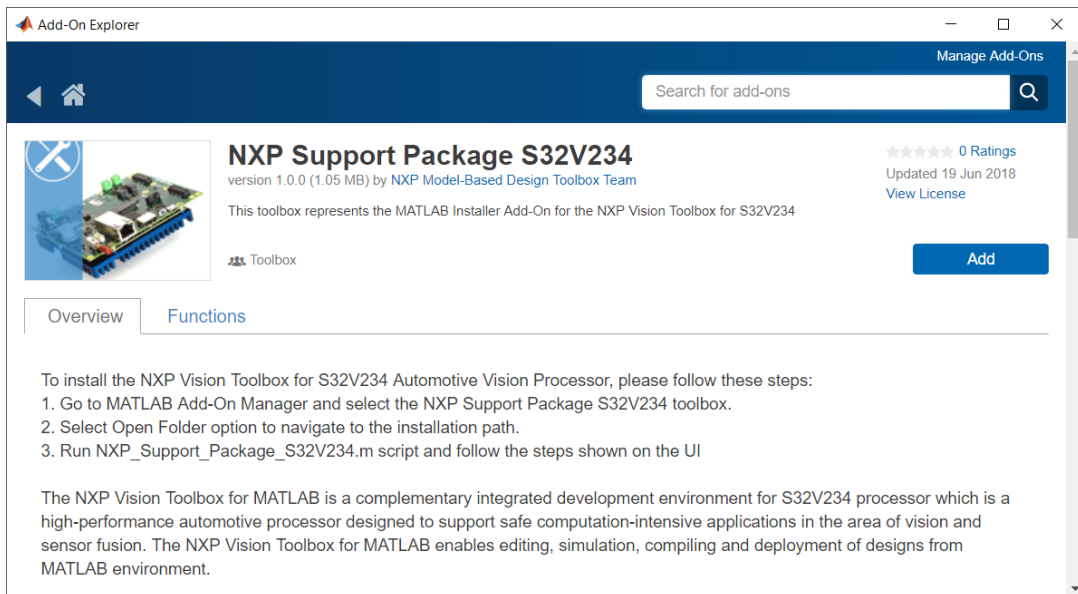 Add-On Explorer
Manage Add-Ons
Search for add-ons
NXP Support Package S32V234
version 1.0.0 (1.05 MB) by NXP Model-Based Design Toolbox Team
This toolbox represents the MATLAB Installer Add-On for the NXP Vision Toolbox for S32V234
Toolbox
0 Ratings
Updated 19 Jun 2018
View License
Add
Overview
Functions
To install the NXP Vision Toolbox for S32V234 Automotive Vision Processor, please follow these steps:
1. Go to MATLAB Add-On Manager and select the NXP Support Package S32V234 toolbox.
2. Select Open Folder option to navigate to the installation path.
3. Run NXP_Support_Package_S32V234.m script and follow the steps shown on the UI
The NXP Vision Toolbox for MATLAB is a complementary integrated development environment for S32V234 processor which is a
high-performance automotive processor designed to support safe computation-intensive applications in the area of vision and
sensor fusion. The NXP Vision Toolbox for MATLAB enables editing, simulation, compiling and deployment of designs from
MATLAB environment.